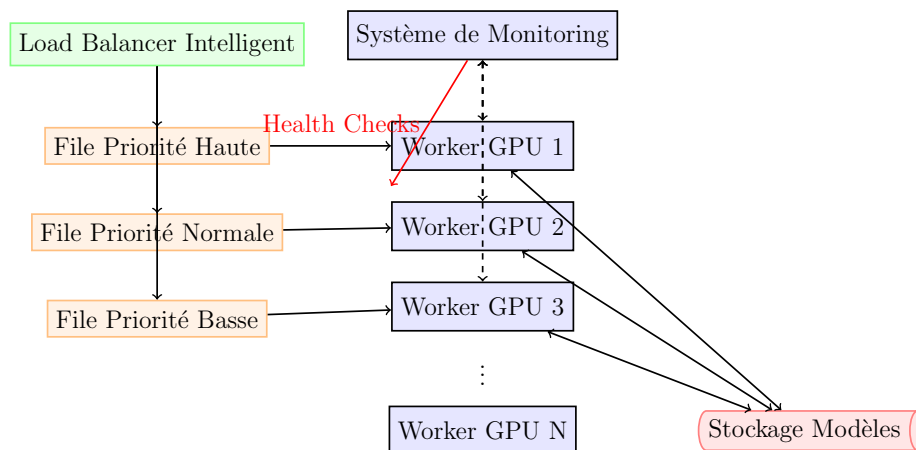 Load Balancer Intelligent
Système de Monitoring
Health Checks
File Priorité Haute
Worker GPU 1
File Priorité Normale
Worker GPU 2
File Priorité Basse
Worker GPU 3
⋮
Worker GPU N
Stockage Modèles